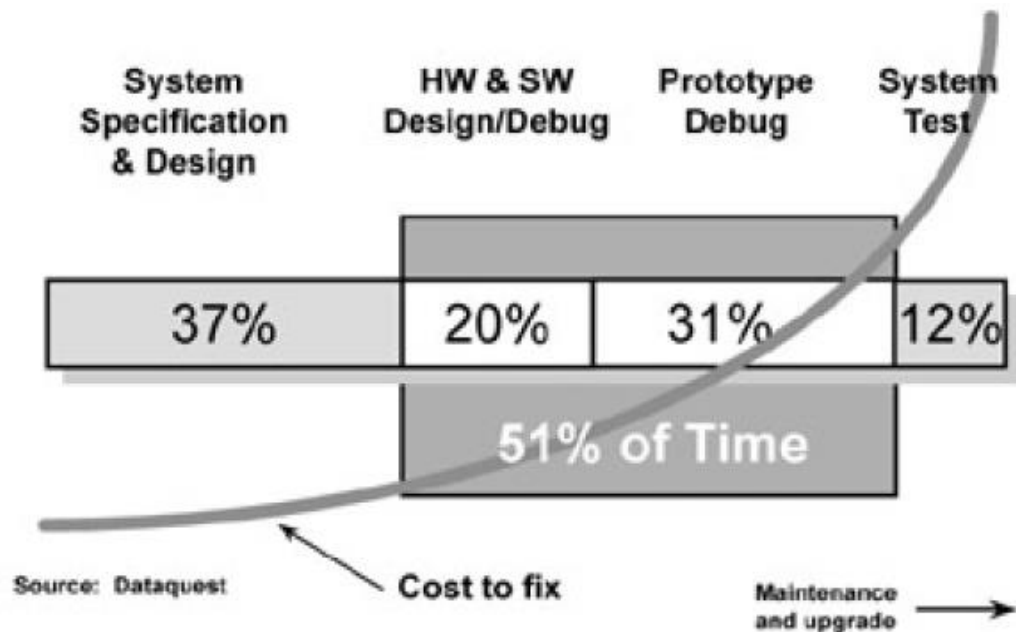 System
Specification
& Design
HW & SW
Design/Debug
Prototype
Debug
System
Test
37%
20%
31%
12%
51% of Time
Source: Dataquest
Cost to fix
Maintenance
and upgrade